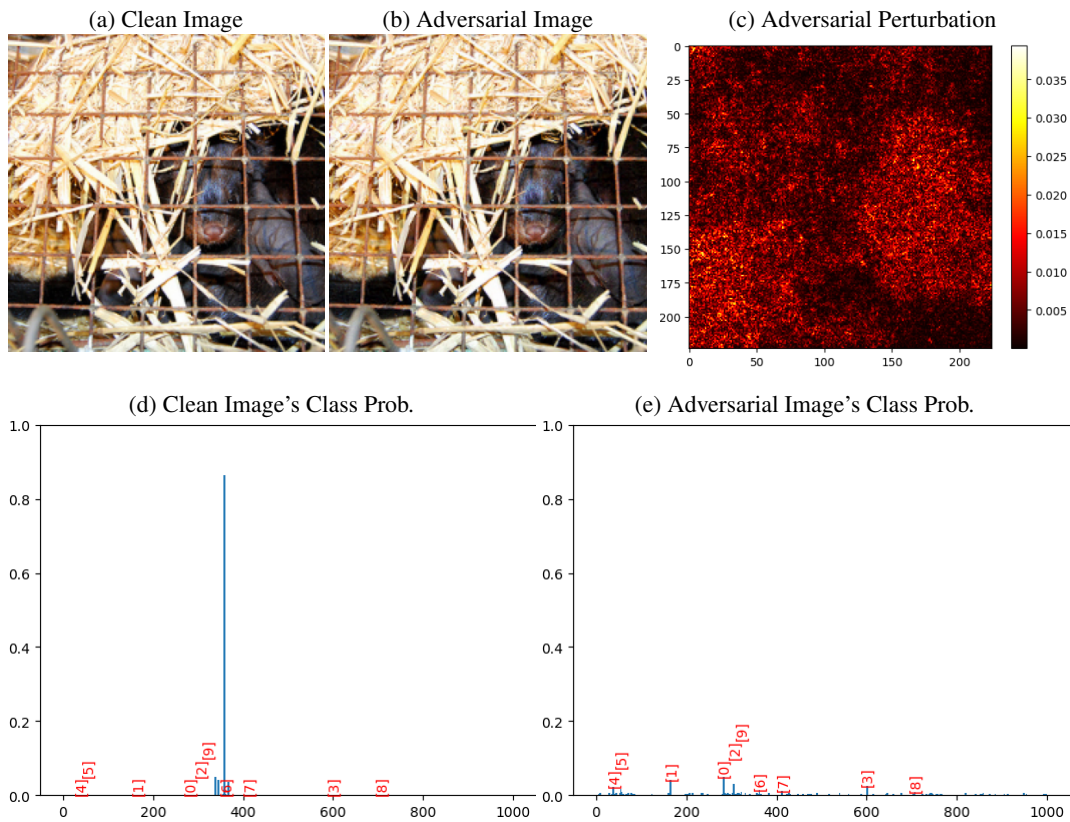 (a) Clean Image
(b) Adversarial Image
(c) Adversarial Perturbation
0
25
50
75
100
125
150
175
200
0 50 100 150 200
0.035
0.030
0.025
0.020
0.015
0.010
0.005
(d) Clean Image's Class Prob.
1.0
0.8
0.6
0.4
0.2
0.0
[4] [5] [1] [0] [2] [9] [6] [7] [3] [8]
0 200 400 600 800 1000
(e) Adversarial Image's Class Prob.
1.0
0.8
0.6
0.4
0.2
0.0
[4] [5] [1] [0] [2] [9] [6] [7] [3] [8]
0 200 400 600 800 1000